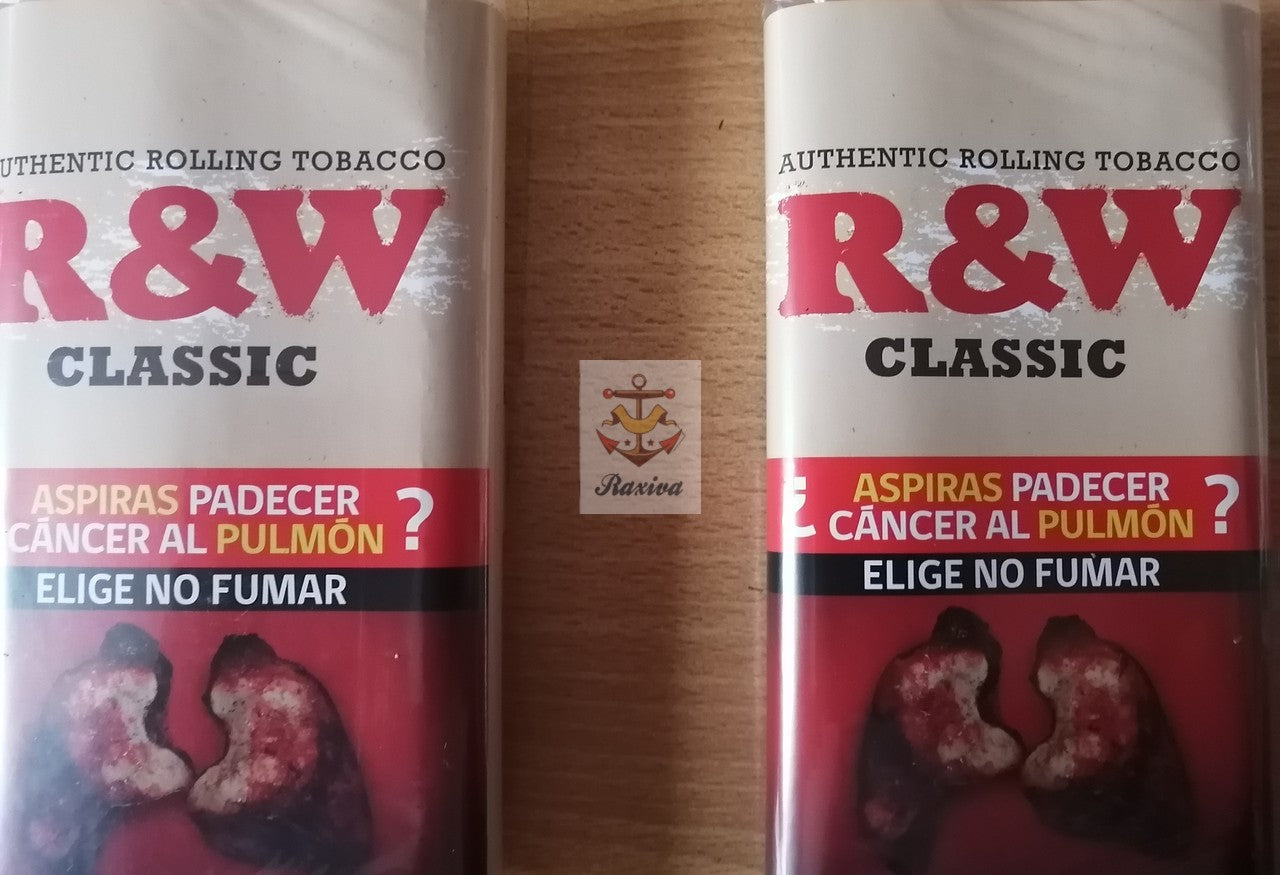 UTHENTIC ROLLING TOBACCO
R&W
CLASSIC
ASPIRAS PADECER
CÁNCER AL PULMÓN ?
ELIGE NO FUMAR
Raxiva
AUTHENTIC ROLLING TOBACCO
R&W
CLASSIC
¿ ASPIRAS PADECER
CÁNCER AL PULMÓN ?
ELIGE NO FUMAR